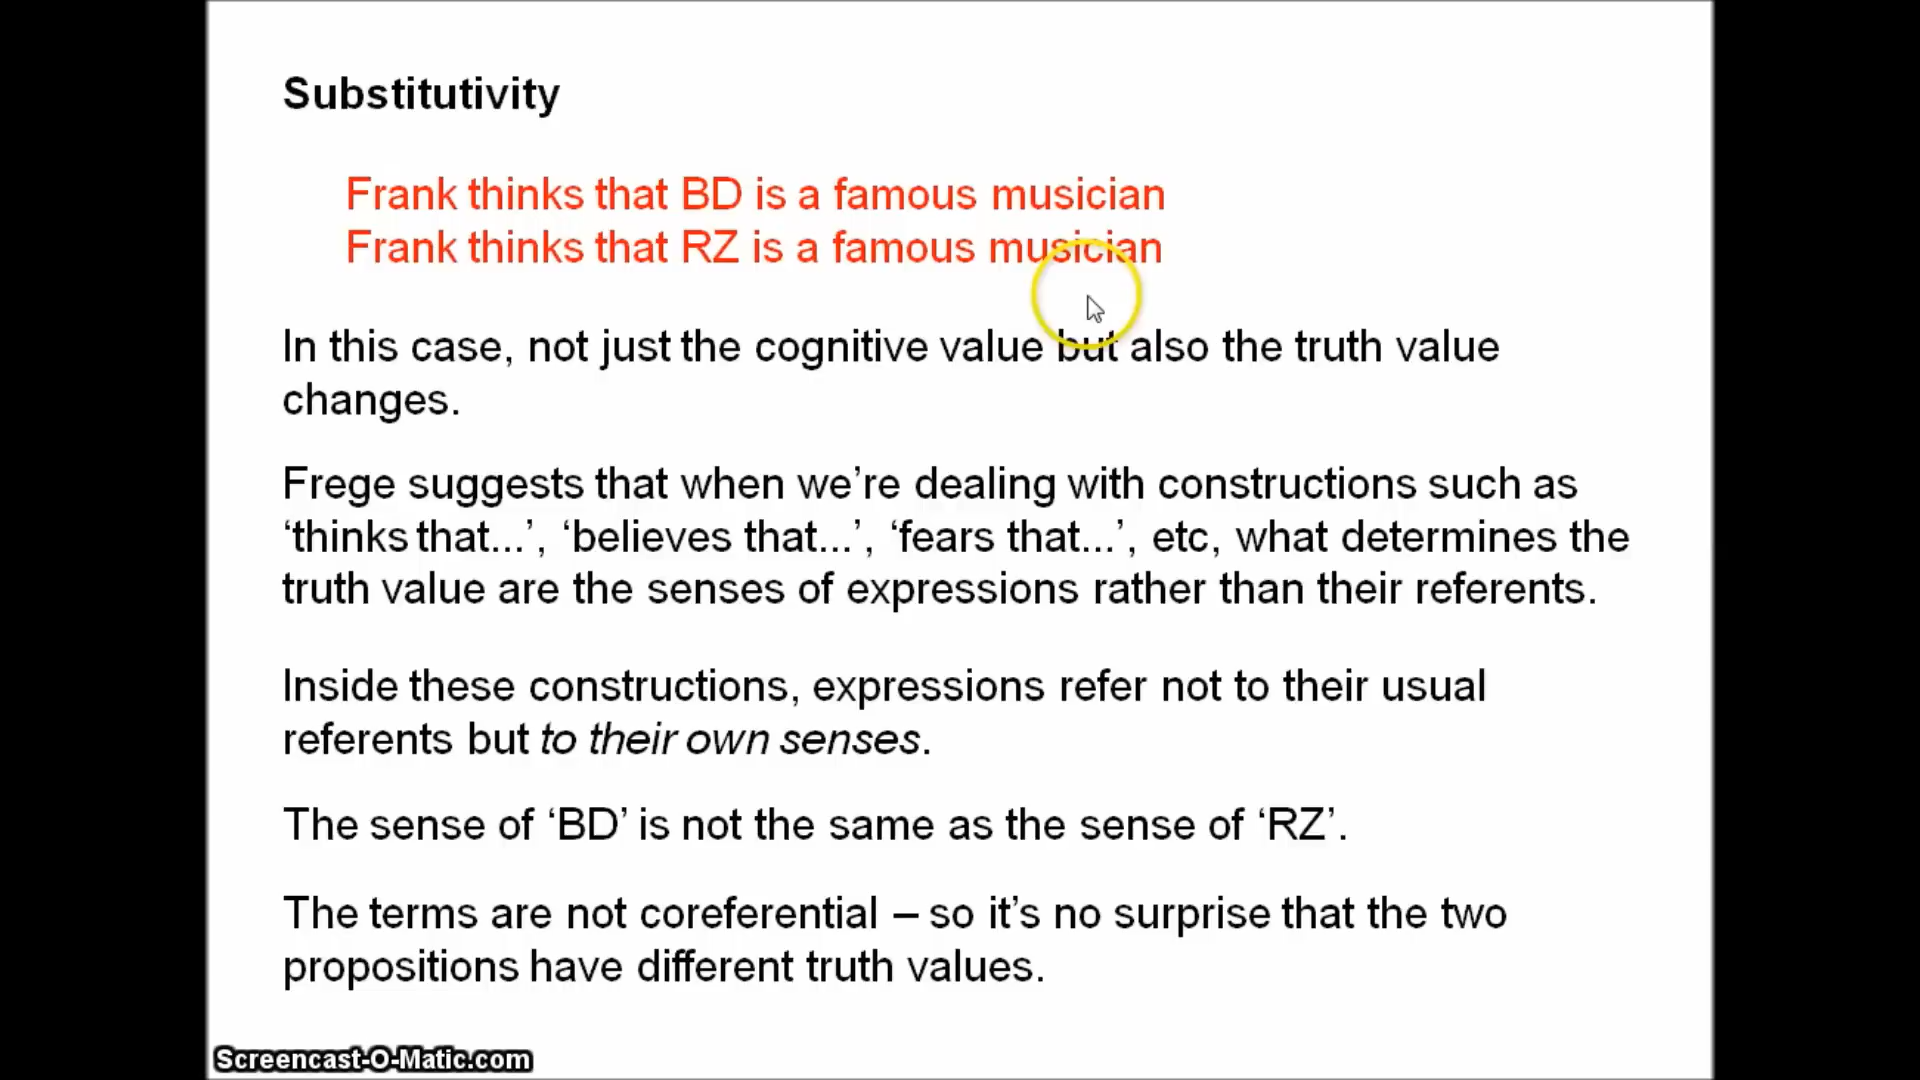 Substitutivity
Frank thinks that BD is a famous musician
Frank thinks that RZ is a famous musician
In this case, not just the cognitive value but also the truth value
changes.
Frege suggests that when we’re dealing with constructions such as
‘thinks that...’, ‘believes that...’, ‘fears that...’, etc, what determines the
truth value are the senses of expressions rather than their referents.
Inside these constructions, expressions refer not to their usual
referents but to their own senses.
The sense of ‘BD’ is not the same as the sense of ‘RZ’.
The terms are not coreferential – so it’s no surprise that the two
propositions have different truth values.
Screencast-O-Matic.com